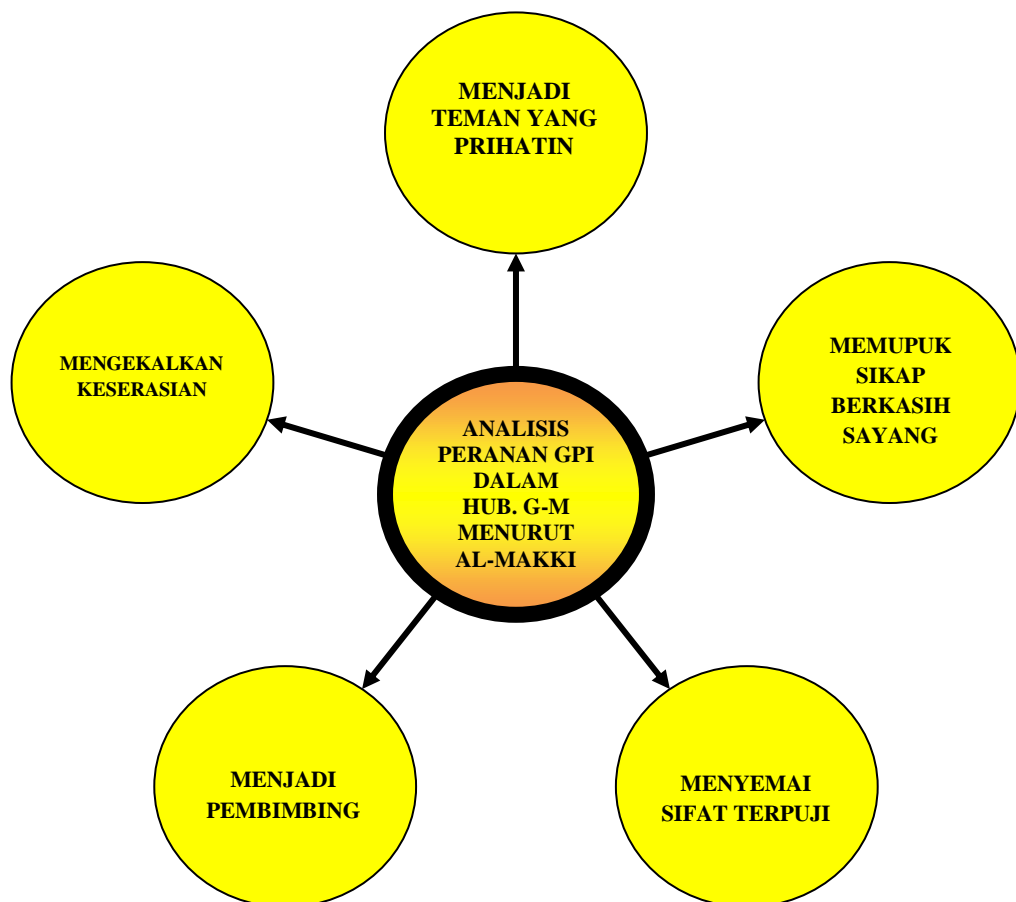 MENJADI
TEMAN YANG
PRIHATIN
MENGEKALKAN
KESERASIAN
MEMUPUK
SIKAP
BERKASIH
SAYANG
ANALISIS
PERANAN GPI
DALAM
HUB. G-M
MENURUT
AL-MAKKI
MENJADI
PEMBIMBING
MENYEMAI
SIFAT TERPUJI